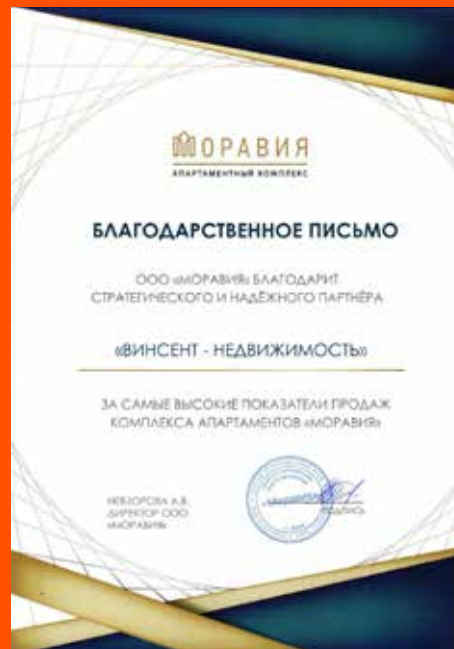 МОРАВИЯ
АПАРТАМЕНТНЫЙ КОМПЛЕКС
БЛАГОДАРСТВЕННОЕ ПИСЬМО
ООО «МОРАВИЯ» БЛАГОДАРИТ
СТРАТЕГИЧЕСКОГО И НАДЁЖНОГО ПАРТНЁРА
«ВИНСЕНТ - НЕДВИЖИМОСТЬ»
ЗА САМЫЕ ВЫСОКИЕ ПОКАЗАТЕЛИ ПРОДАЖ
КОМПЛЕКСА АПАРТАМЕНТОВ «МОРАВИЯ»
НЕВЗОРОВА А.В.
ДИРЕКТОР ООО
«МОРАВИЯ»
ПОДПИСЬ